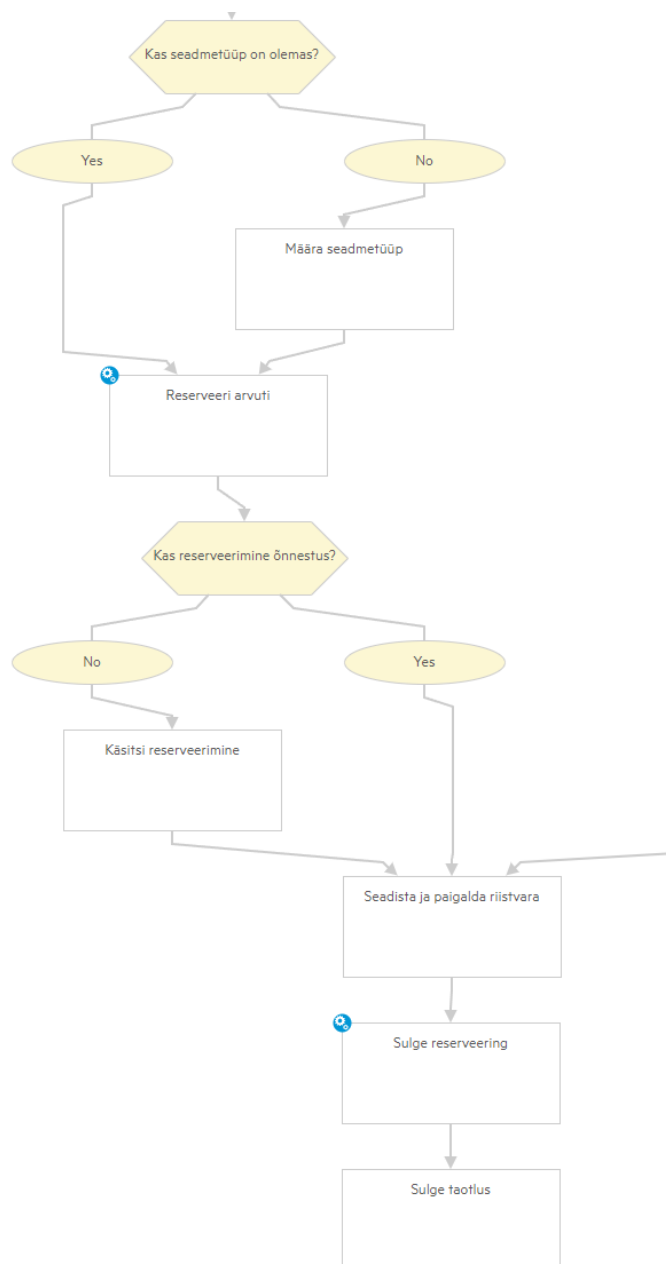 Kas seadmetüüp on olemas?
Yes
No
Määra seadmetüüp
Reserveeri arvuti
Kas reserveerimine õnnestus?
No
Yes
Käsitsi reserveerimine
Seadista ja paigalda riistvara
Sulge reserveering
Sulge taotlus